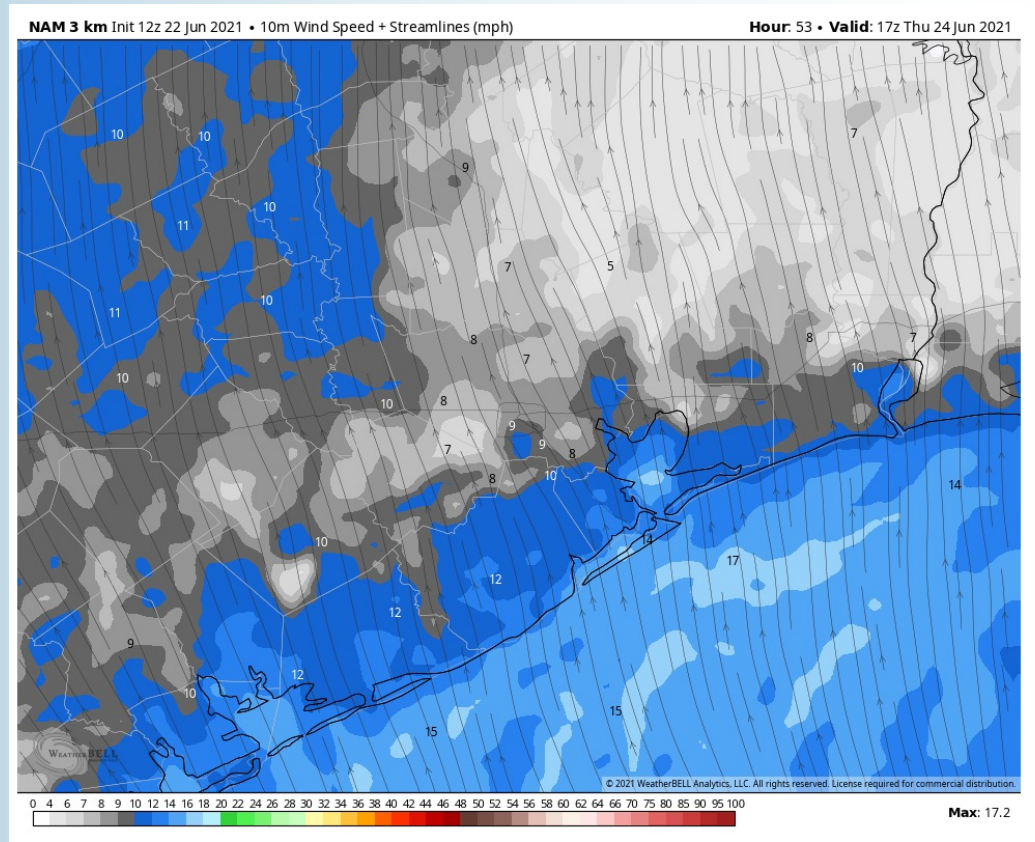 NAM 3 km Init 12z 22 Jun 2021 • 10m Wind Speed + Streamlines (mph)
Hour: 53 • Valid: 17z Thu 24 Jun 2021
10 10 7
9
10
11
7 5
10
11
8 8 7
7 10
10
10 8
9
9
7 8
8 10 14
14
10 17
12
12
9
12
10
15
15
WEATHERBELL
© 2021 WeatherBELL Analytics, LLC. All rights reserved. License required for commercial distribution.
0 4 6 7 8 9 10 12 14 16 18 20 22 24 26 28 30 32 34 36 38 40 42 44 46 48 50 52 54 56 58 60 62 64 66 70 75 80 85 90 95 100
Max: 17.2